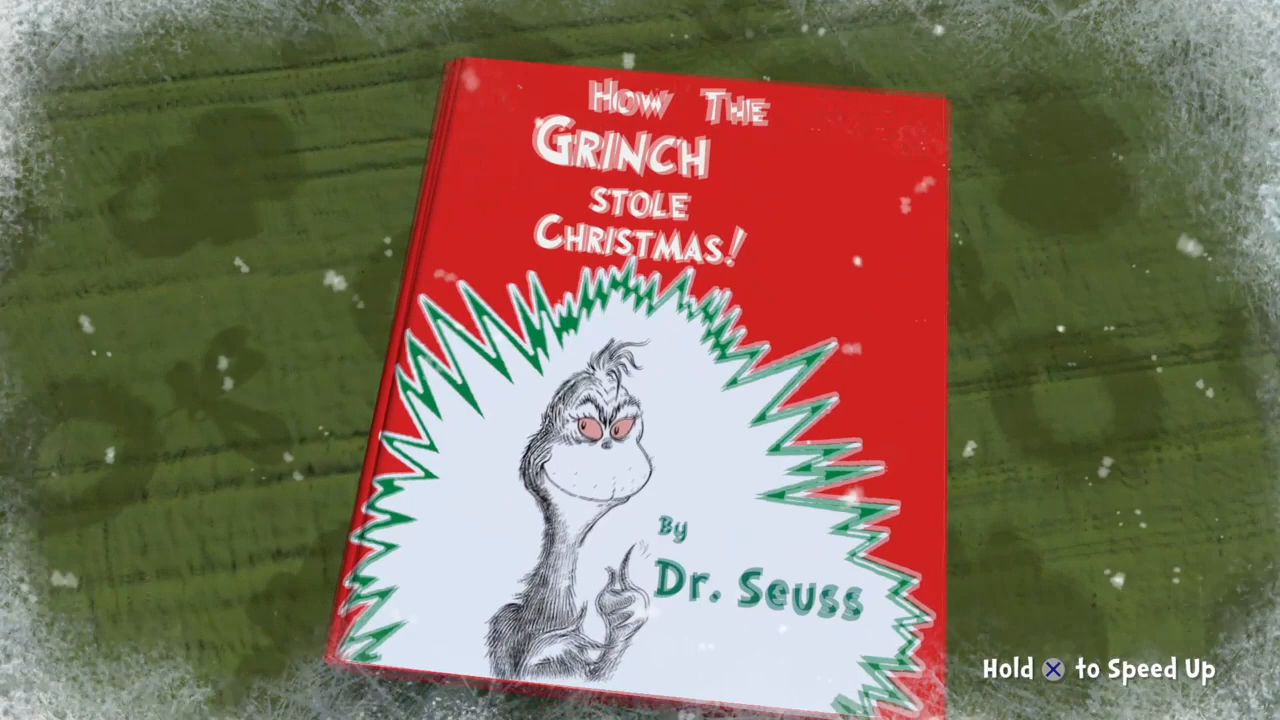 How The
Grinch
stole
Christmas!
By
Dr. Seuss
Hold ⓧ to Speed Up